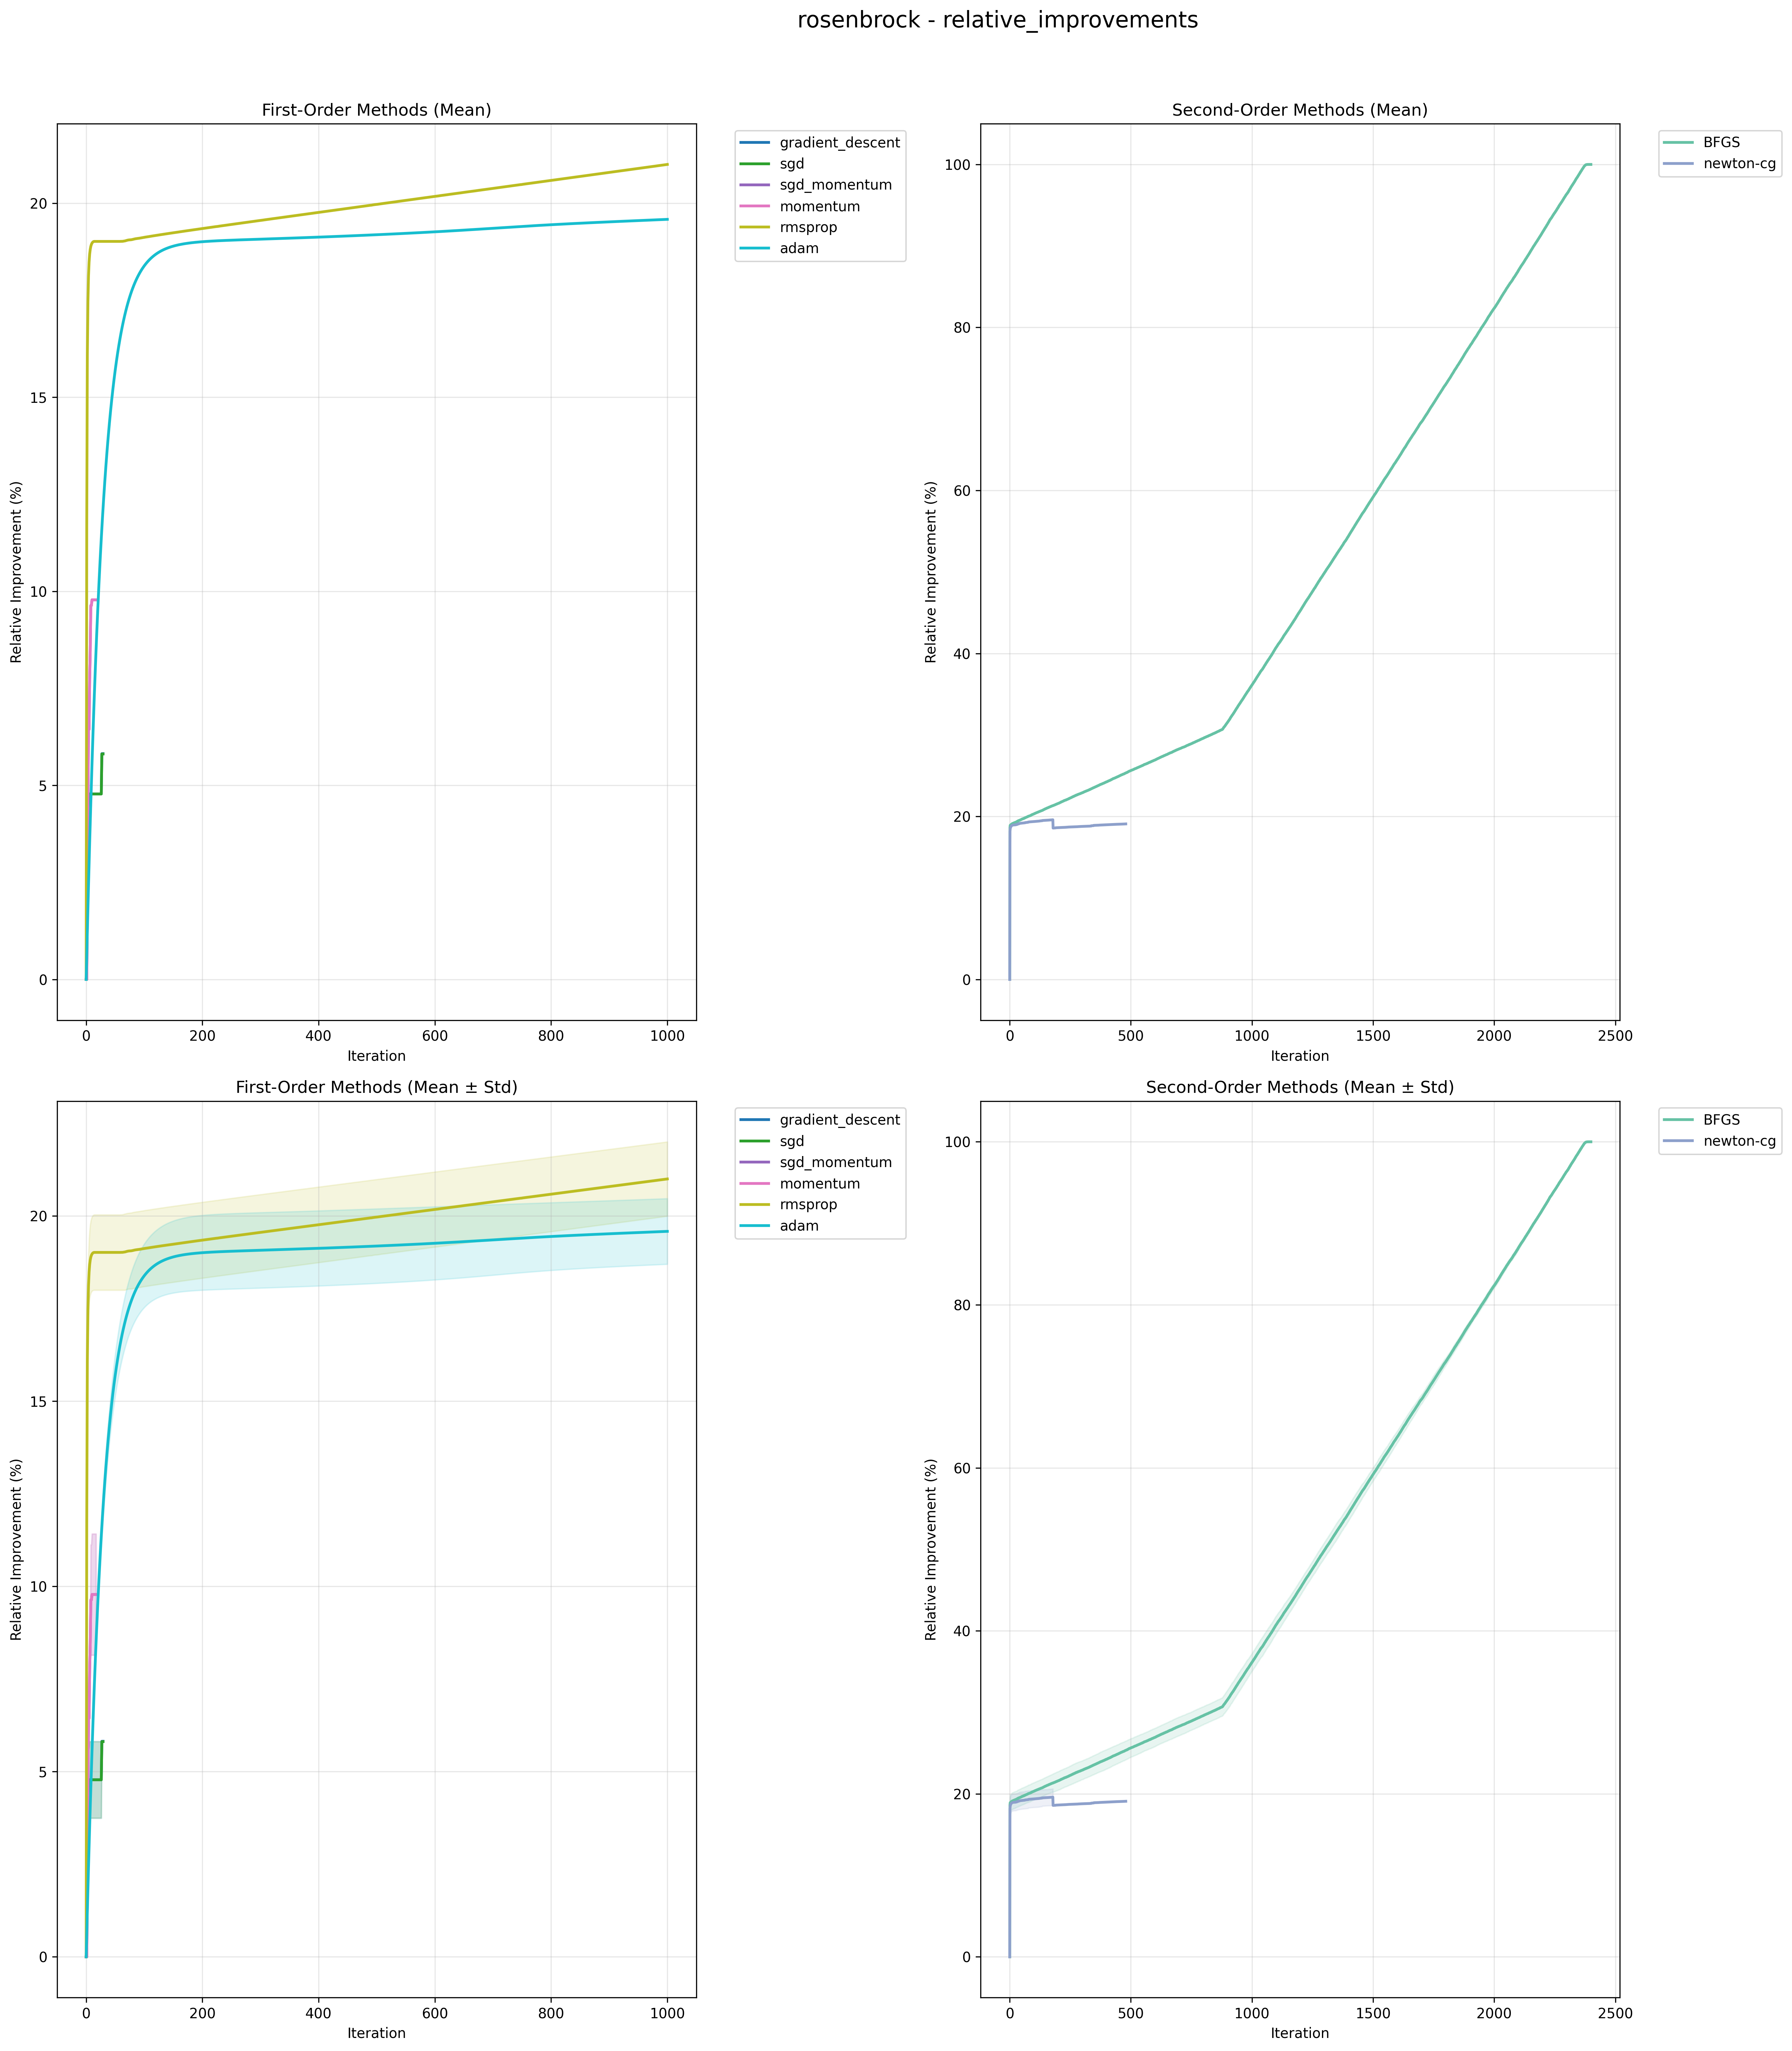 rosenbrock - relative_improvements
First-Order Methods (Mean)
Relative Improvement (%)
20
15
10
5
0
0 200 400 600 800 1000
Iteration
gradient_descent
sgd
sgd_momentum
momentum
rmsprop
adam
Second-Order Methods (Mean)
Relative Improvement (%)
100
80
60
40
20
0
0 500 1000 1500 2000 2500
Iteration
BFGS
newton-cg
First-Order Methods (Mean ± Std)
Relative Improvement (%)
20
15
10
5
0
0 200 400 600 800 1000
Iteration
gradient_descent
sgd
sgd_momentum
momentum
rmsprop
adam
Second-Order Methods (Mean ± Std)
Relative Improvement (%)
100
80
60
40
20
0
0 500 1000 1500 2000 2500
Iteration
BFGS
newton-cg